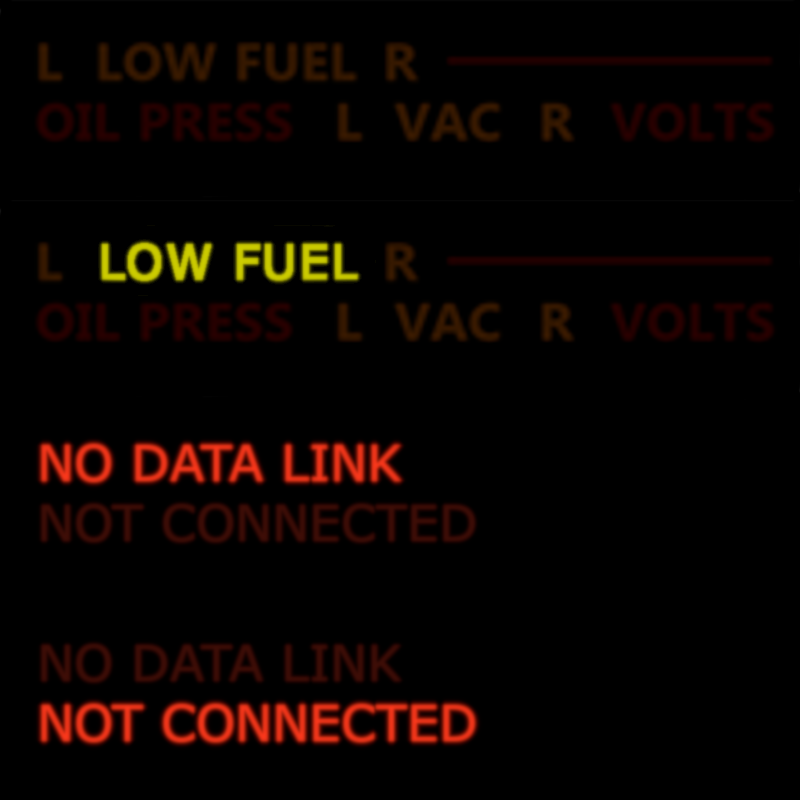 L LOW FUEL R
OIL PRESS L VAC R VOLTS
L LOW FUEL R
OIL PRESS L VAC R VOLTS
NO DATA LINK
NOT CONNECTED
NO DATA LINK
NOT CONNECTED